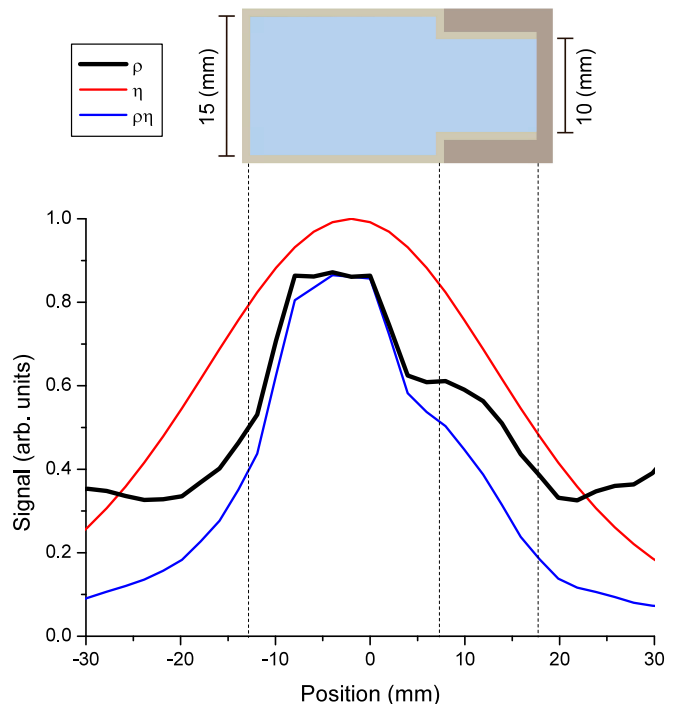 ρ
η
ρη
15 (mm)
10 (mm)
1.0
0.8
0.6
0.4
0.2
0.0
Signal (arb. units)
-30
-20
-10
0
10
20
30
Position (mm)